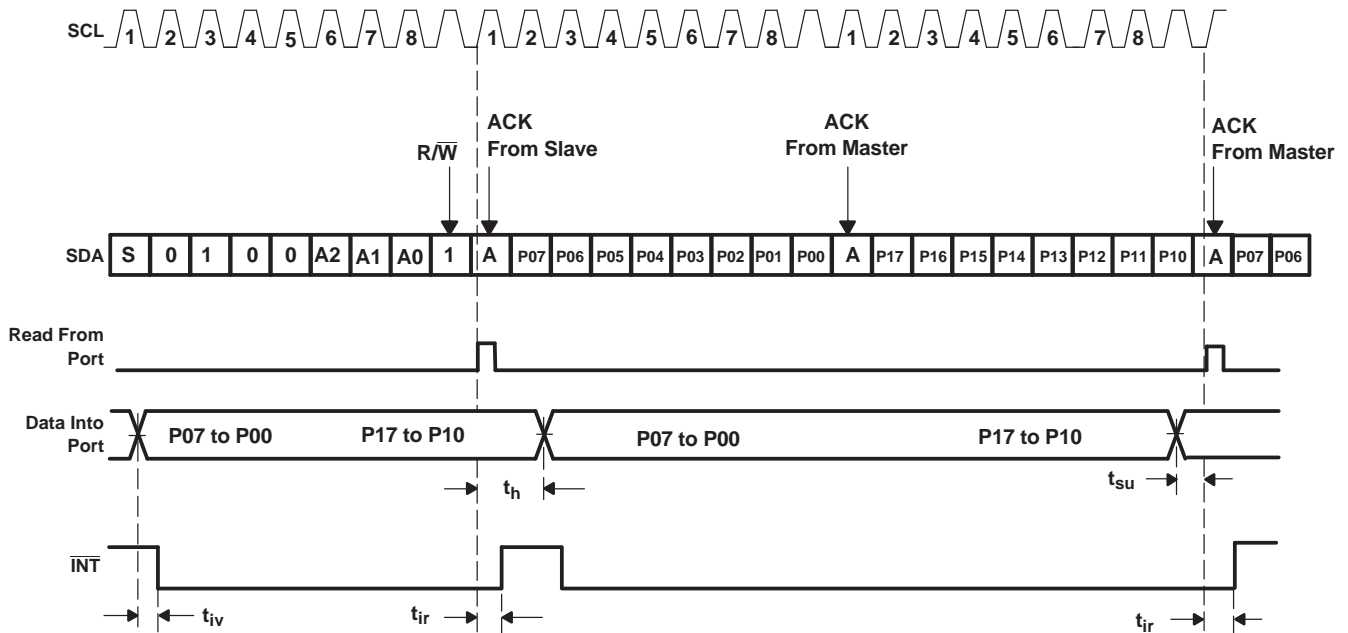 SCL 1 2 3 4 5 6 7 8 1 2 3 4 5 6 7 8 1 2 3 4 5 6 7 8
ACK
From Slave
ACK
From Master
ACK
From Master
R/W̅
SDA S 0 1 0 0 A2 A1 A0 1 A P07 P06 P05 P04 P03 P02 P01 P00 A P17 P16 P15 P14 P13 P12 P11 P10 A P07 P06
Read From
Port
Data Into
Port
P07 to P00 P17 to P10 P07 to P00 P17 to P10
th tsu
I̅N̅T̅
tiv tir tir